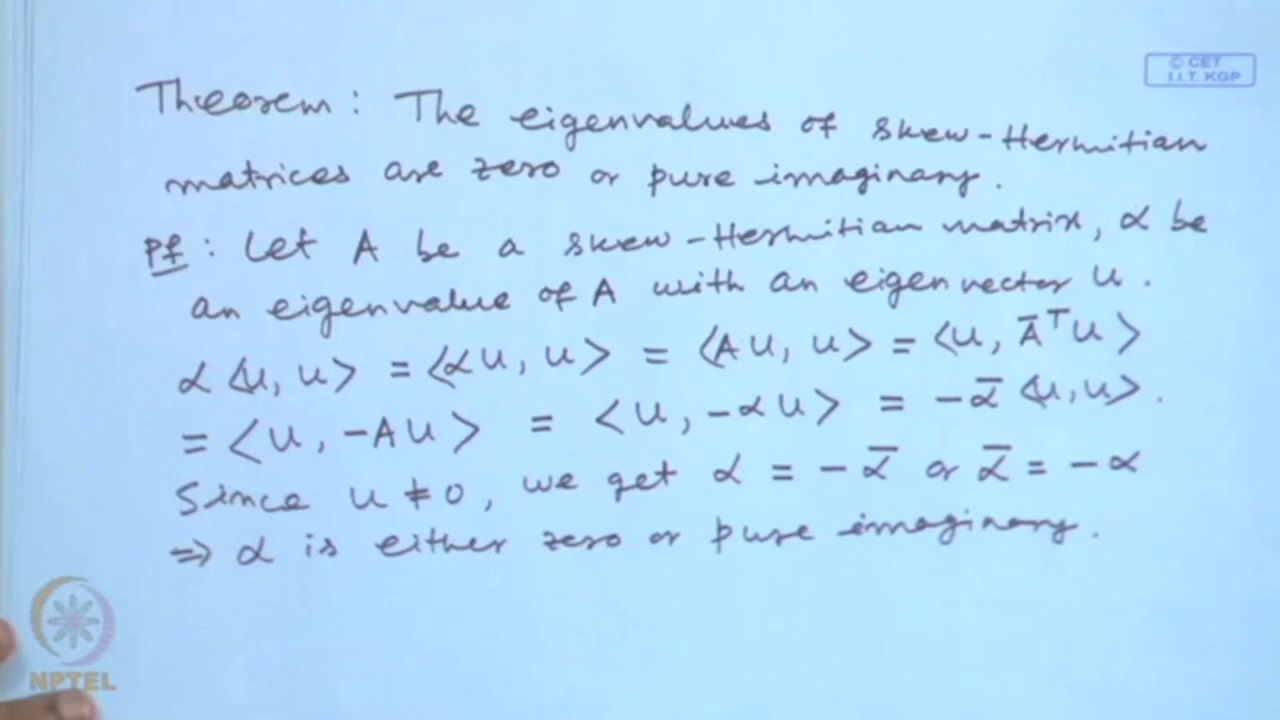 © CET
I.I.T. KGP
Theorem: The eigenvalues of skew-Hermitian
matrices are zero or pure imaginary.
Pf: Let A be a skew-Hermitian matrix, α be
an eigenvalue of A with an eigen vector u.
α <u, u> = <αu, u> = <Au, u> = <u, Āᵀu>
= <u, -Au> = <u, -αu> = -ᾱ <u, u>.
Since u ≠ 0, we get α = -ᾱ or ᾱ = -α
⇒ α is either zero or pure imaginary.
NPTEL